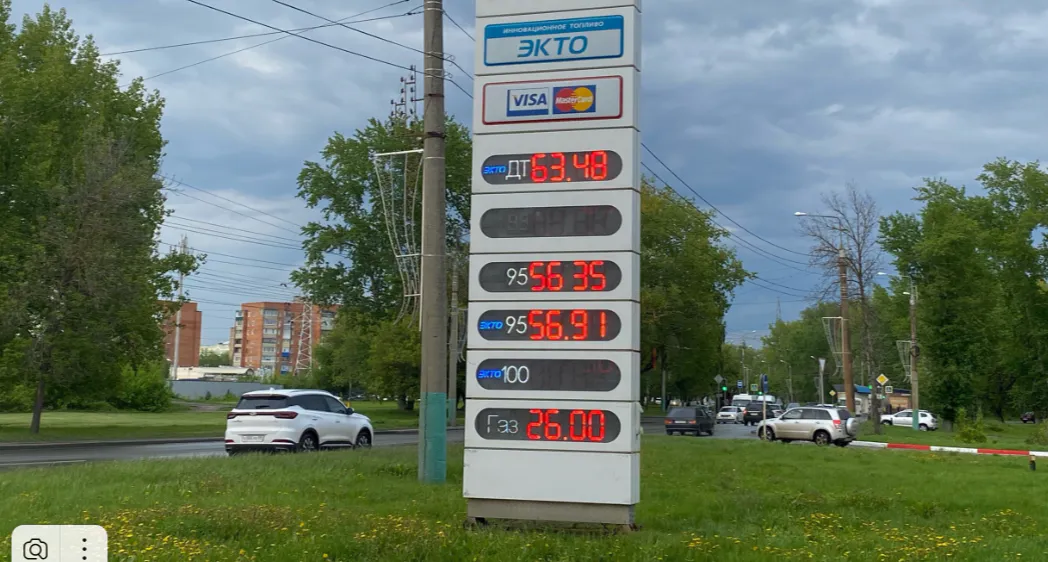 ИННОВАЦИОННОЕ ТОПЛИВО
ЭКТО
VISA MasterCard
ЭКТО ДТ 63.48
95 56 35
ЭКТО 95 56.91
ЭКТО 100
Газ 26.00